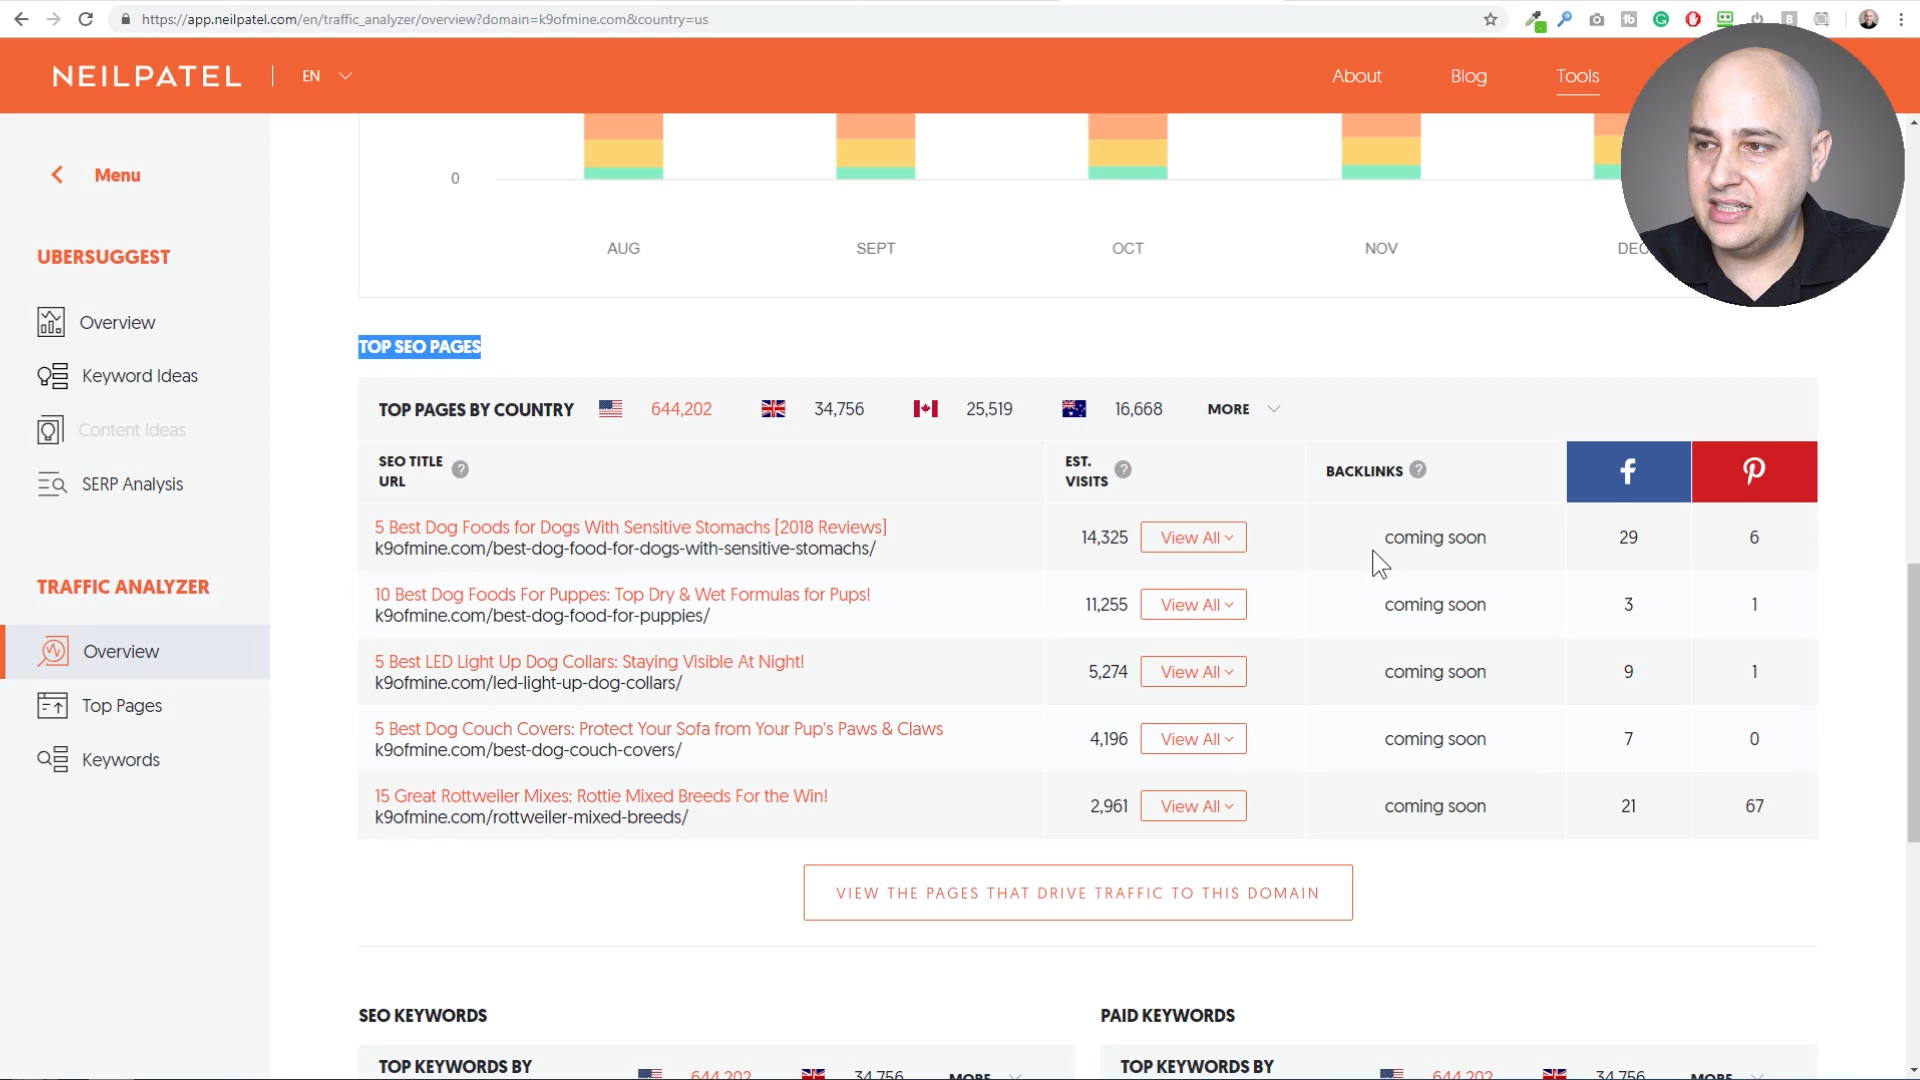 https://app.neilpatel.com/en/traffic_analyzer/overview?domain=k9ofmine.com&country=us
NEILPATEL
EN
About
Blog
Tools
Menu
UBERSUGGEST
Overview
Keyword Ideas
Content Ideas
SERP Analysis
TRAFFIC ANALYZER
Overview
Top Pages
Keywords
0
AUG SEPT OCT NOV DEC
TOP SEO PAGES
TOP PAGES BY COUNTRY 644,202 34,756 25,519 16,668 MORE
SEO TITLE
URL
EST.
VISITS
BACKLINKS
5 Best Dog Foods for Dogs With Sensitive Stomachs [2018 Reviews]
k9ofmine.com/best-dog-food-for-dogs-with-sensitive-stomachs/
14,325 View All coming soon 29 6
10 Best Dog Foods For Puppes: Top Dry & Wet Formulas for Pups!
k9ofmine.com/best-dog-food-for-puppies/
11,255 View All coming soon 3 1
5 Best LED Light Up Dog Collars: Staying Visible At Night!
k9ofmine.com/led-light-up-dog-collars/
5,274 View All coming soon 9 1
5 Best Dog Couch Covers: Protect Your Sofa from Your Pup's Paws & Claws
k9ofmine.com/best-dog-couch-covers/
4,196 View All coming soon 7 0
15 Great Rottweiler Mixes: Rottie Mixed Breeds For the Win!
k9ofmine.com/rottweiler-mixed-breeds/
2,961 View All coming soon 21 67
VIEW THE PAGES THAT DRIVE TRAFFIC TO THIS DOMAIN
SEO KEYWORDS
TOP KEYWORDS BY 644,202 34,756 MORE
PAID KEYWORDS
TOP KEYWORDS BY 644,202 34,756 MORE